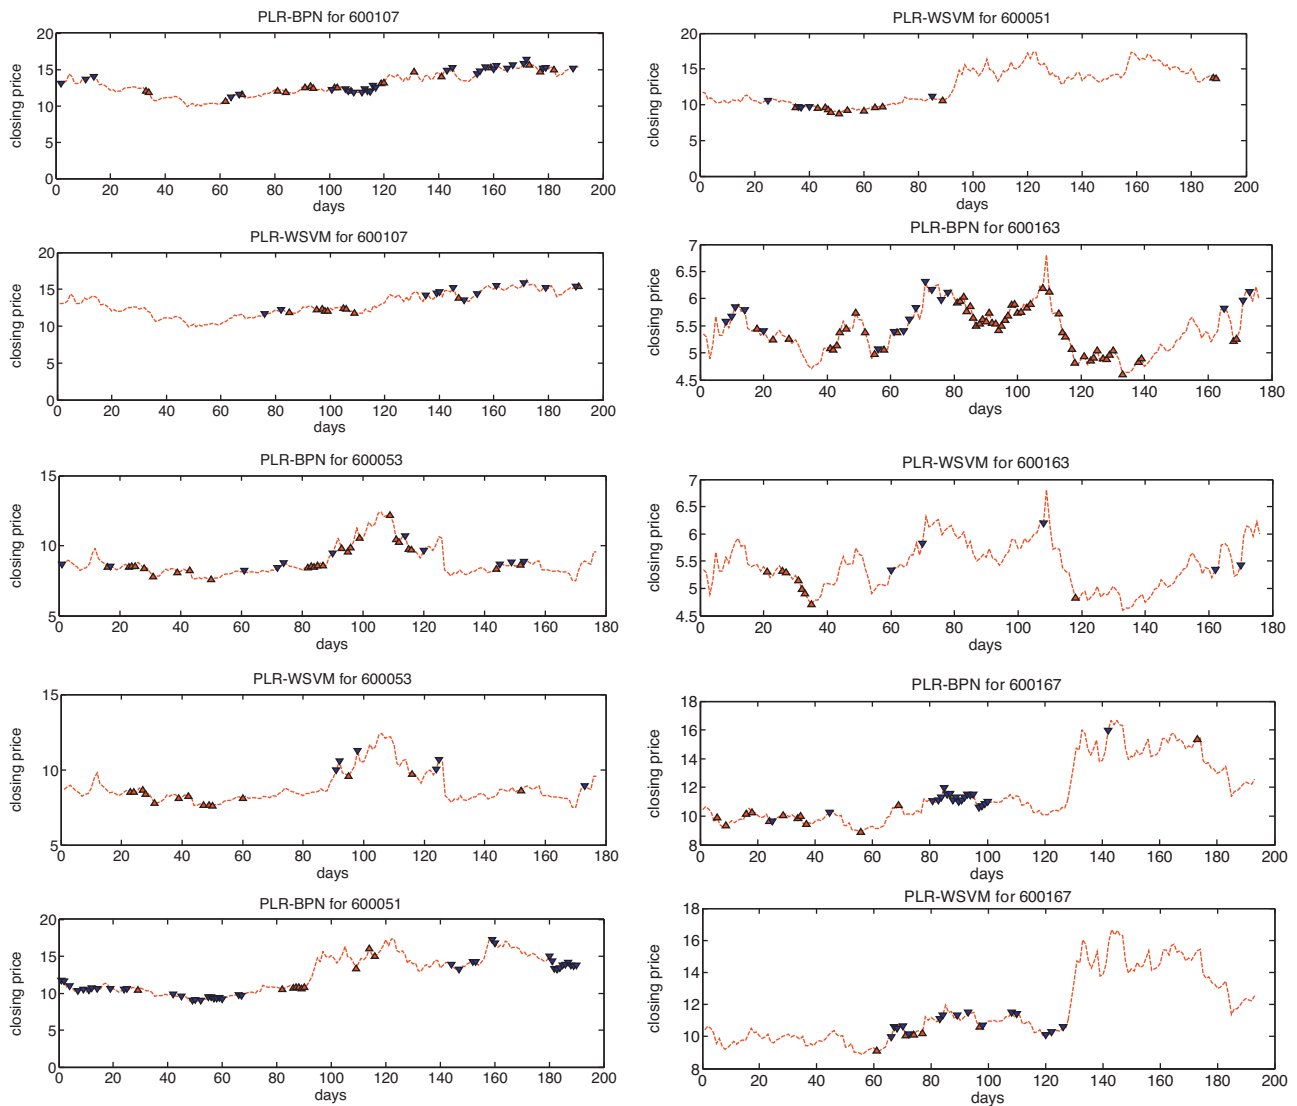 PLR-BPN for 600107
closing price
20
15
10
5
0
0 20 40 60 80 100 120 140 160 180 200
days
PLR-WSVM for 600107
closing price
20
15
10
5
0
0 20 40 60 80 100 120 140 160 180 200
days
PLR-BPN for 600053
closing price
15
10
5
0 20 40 60 80 100 120 140 160 180
days
PLR-WSVM for 600053
closing price
15
10
5
0 20 40 60 80 100 120 140 160 180
days
PLR-BPN for 600051
closing price
20
15
10
5
0
0 20 40 60 80 100 120 140 160 180 200
days
PLR-WSVM for 600051
closing price
20
15
10
5
0
0 20 40 60 80 100 120 140 160 180 200
days
PLR-BPN for 600163
closing price
7
6.5
6
5.5
5
4.5
0 20 40 60 80 100 120 140 160 180
days
PLR-WSVM for 600163
closing price
7
6.5
6
5.5
5
4.5
0 20 40 60 80 100 120 140 160 180
days
PLR-BPN for 600167
closing price
18
16
14
12
10
8
0 20 40 60 80 100 120 140 160 180 200
days
PLR-WSVM for 600167
closing price
18
16
14
12
10
8
0 20 40 60 80 100 120 140 160 180 200
days